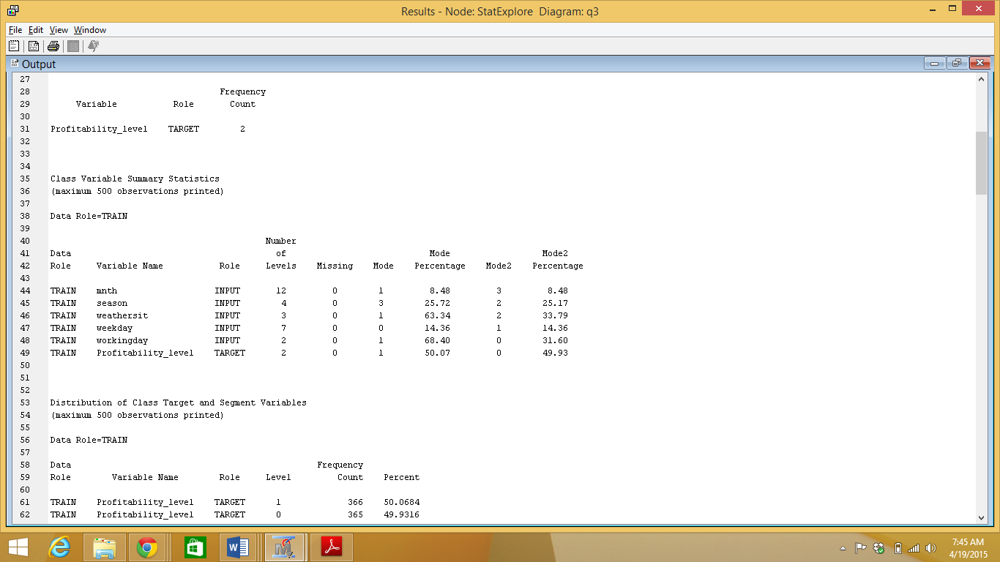 Results - Node: StatExplore  Diagram: q3
File Edit View Window
Output
27
28 Frequency
29 Variable Role Count
30
31 Profitability_level TARGET 2
32
33
34
35 Class Variable Summary Statistics
36 (maximum 500 observations printed)
37
38 Data Role=TRAIN
39
40 Number
41 Data of Mode Mode2
42 Role Variable Name Role Levels Missing Mode Percentage Mode2 Percentage
43
44 TRAIN mnth INPUT 12 0 1 8.48 3 8.48
45 TRAIN season INPUT 4 0 3 25.72 2 25.17
46 TRAIN weathersit INPUT 3 0 1 63.34 2 33.79
47 TRAIN weekday INPUT 7 0 0 14.36 1 14.36
48 TRAIN workingday INPUT 2 0 1 68.40 0 31.60
49 TRAIN Profitability_level TARGET 2 0 1 50.07 0 49.93
50
51
52
53 Distribution of Class Target and Segment Variables
54 (maximum 500 observations printed)
55
56 Data Role=TRAIN
57
58 Data Frequency
59 Role Variable Name Role Level Count Percent
60
61 TRAIN Profitability_level TARGET 1 366 50.0684
62 TRAIN Profitability_level TARGET 0 365 49.9316
7:45 AM
4/19/2015